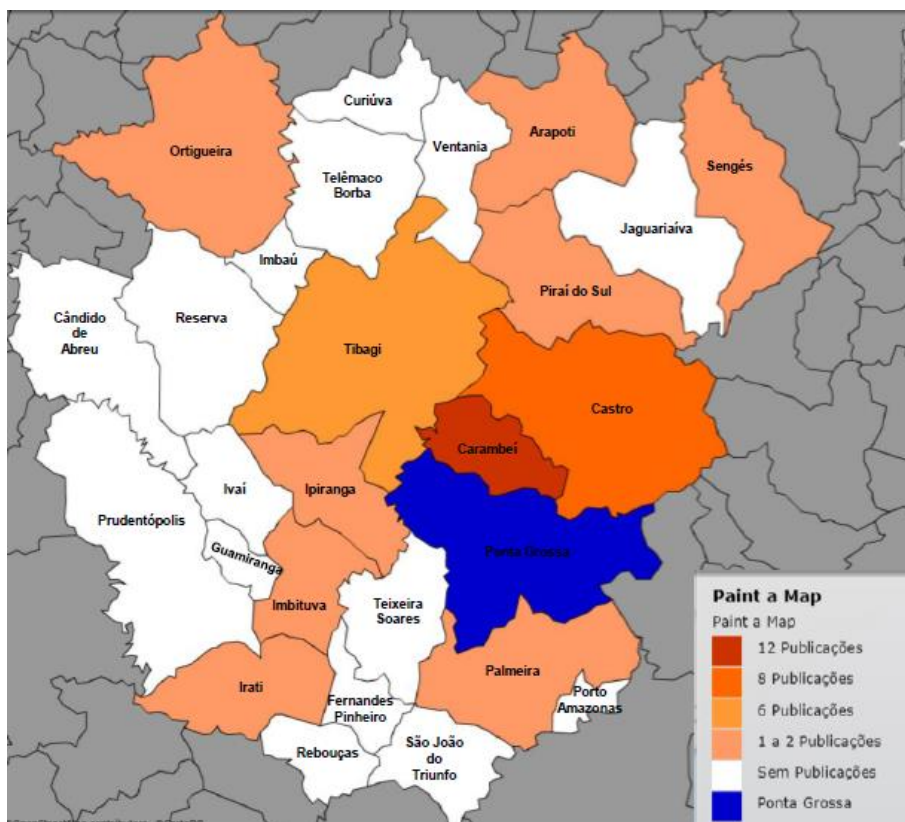 Curiúva
Arapoti
Ortigueira
Ventania
Sengés
Telêmaco
Borba
Jaguariaíva
Imbaú
Piraí do Sul
Cândido
de
Abreu
Reserva
Tibagi
Castro
Carambeí
Ivaí
Ipiranga
Prudentópolis
Ponta Grossa
Guamiranga
Imbituva
Teixeira
Soares
Palmeira
Irati
Fernandes
Pinheiro
Porto
Amazonas
Rebouças
São João
do
Triunfo
Paint a Map
Paint a Map
12 Publicações
8 Publicações
6 Publicações
1 a 2 Publicações
Sem Publicações
Ponta Grossa